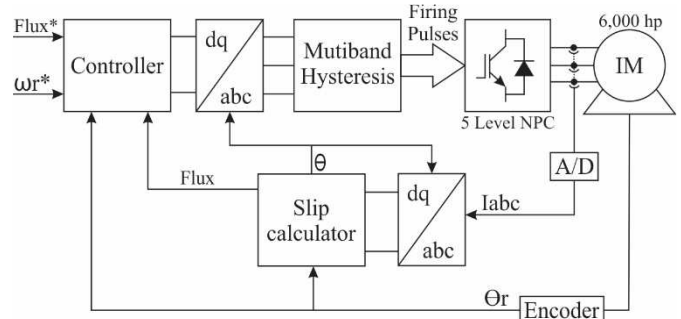 Flux*
ωr*
Controller
dq
abc
Mutiband
Hysteresis
Firing
Pulses
5 Level NPC
6,000 hp
IM
A/D
Iabc
θ
Flux
Slip
calculator
dq
abc
Θr
Encoder